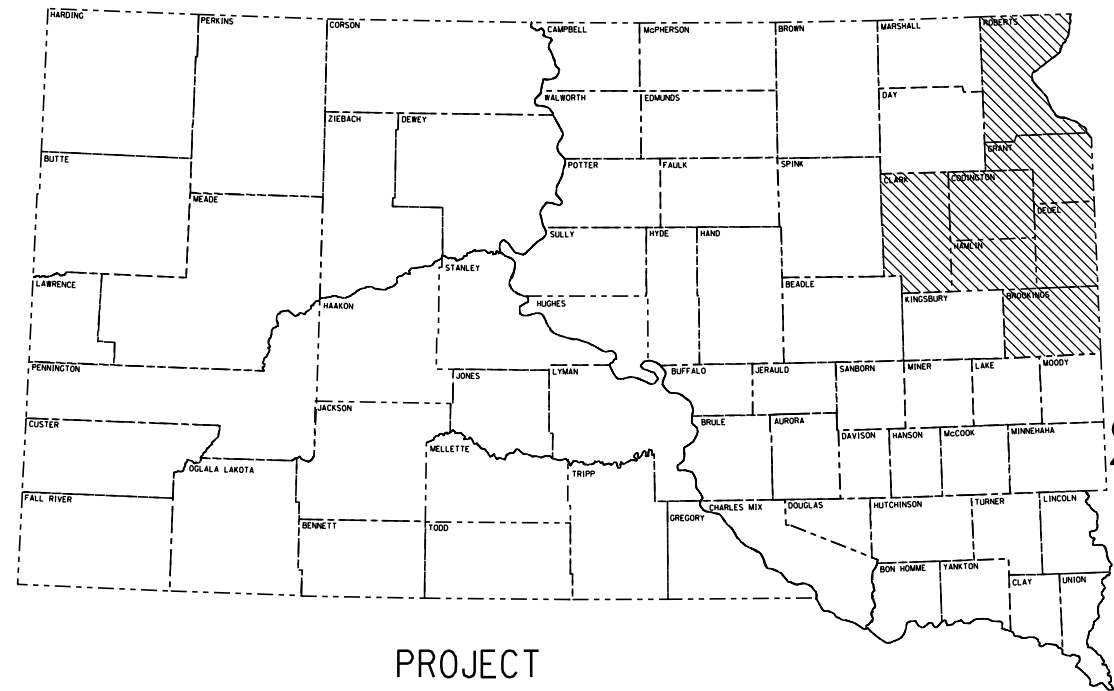 HARDING
PERKINS
CORSON
CAMPBELL
McPHERSON
BROWN
MARSHALL
ROBERTS
WALWORTH
EDMUNDS
DAY
ZIEBACH
DEWEY
BUTTE
POTTER
FAULK
SPINK
GRANT
CLARK
CODINGTON
MEADE
DEUEL
SULLY
HYDE
HAND
HAMLIN
STANLEY
LAWRENCE
BEADLE
HAAKON
HUGHES
KINGSBURY
BROOKINGS
PENNINGTON
JONES
LYMAN
BUFFALO
JERAULD
SANBORN
MINER
LAKE
MOODY
JACKSON
CUSTER
BRULE
AURORA
MELLETTE
DAVISON
HANSON
McCOOK
MINNEHAHA
OGLALA LAKOTA
TRIPP
FALL RIVER
CHARLES MIX
DOUGLAS
HUTCHINSON
TURNER
LINCOLN
BENNETT
TODD
GREGORY
BON HOMME
YANKTON
CLAY
UNION
PROJECT